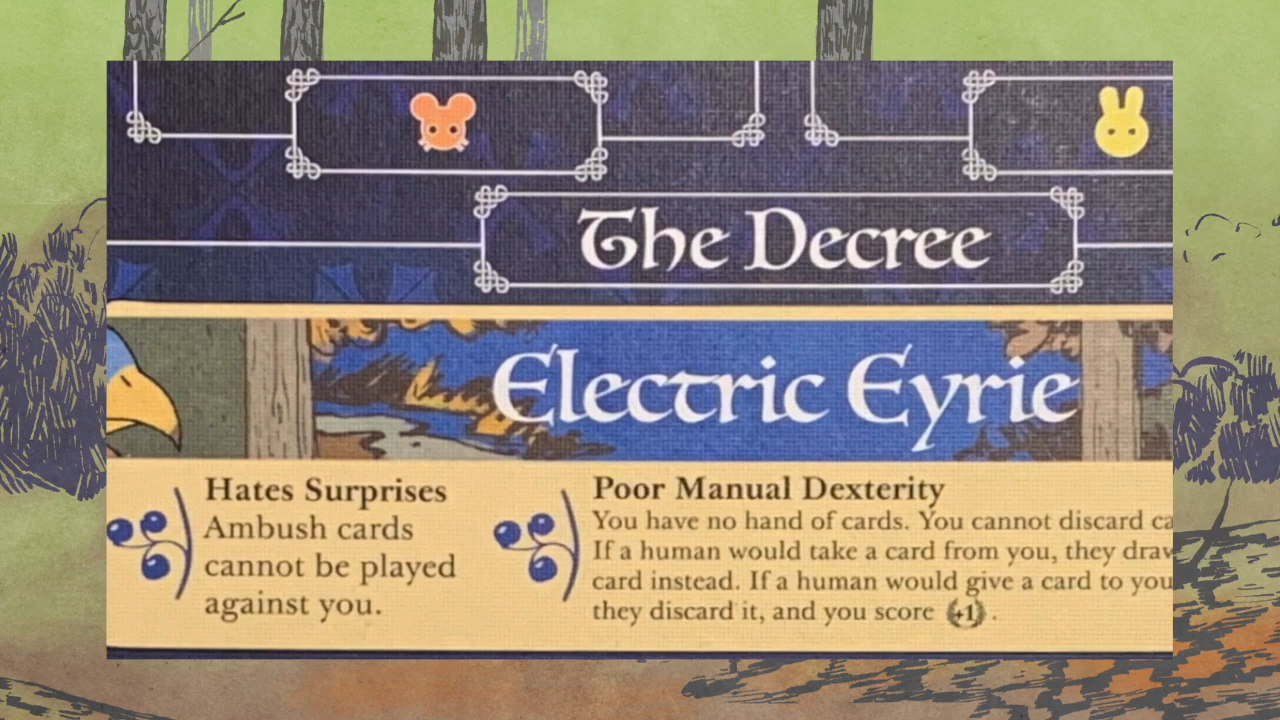 The Decree
Electric Eyrie
Hates Surprises
Ambush cards
cannot be played
against you.
Poor Manual Dexterity
You have no hand of cards. You cannot discard
If a human would take a card from you, they
card instead. If a human would give a card to you
they discard it, and you score +1.